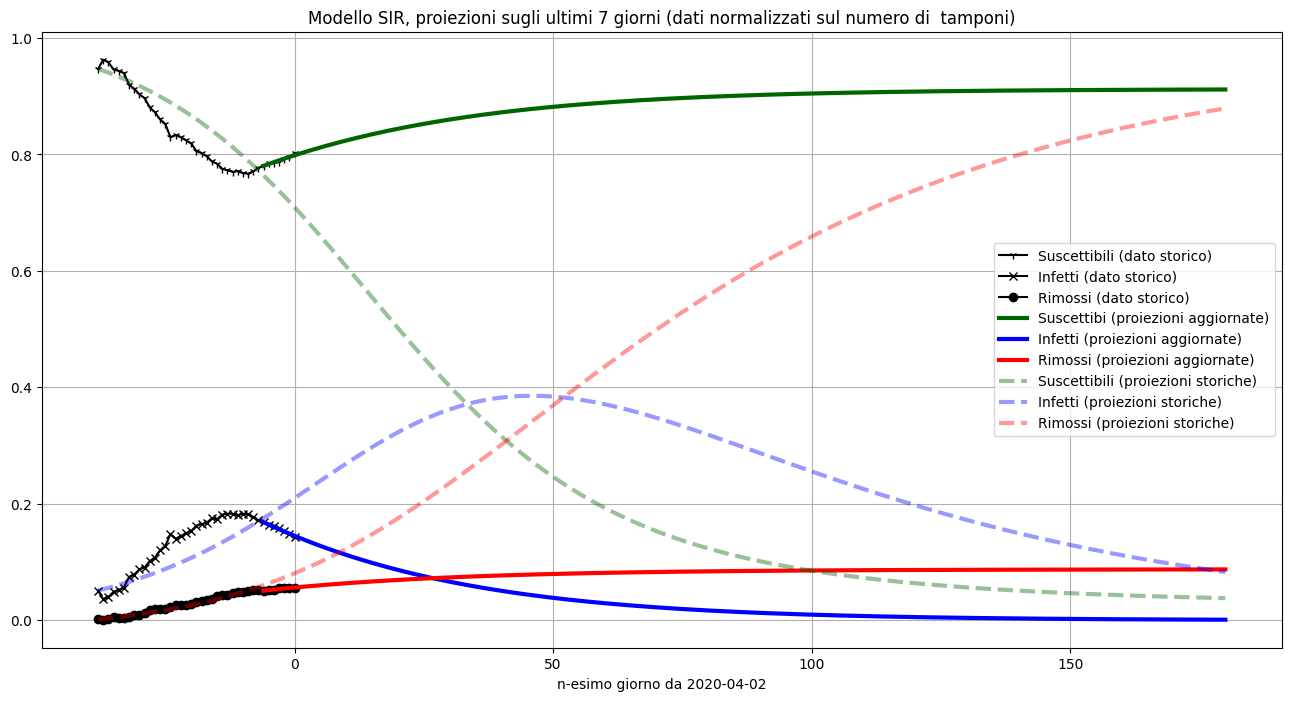 Modello SIR, proiezioni sugli ultimi 7 giorni (dati normalizzati sul numero di  tamponi)
1.0
0.8
0.6
0.4
0.2
0.0
Suscettibili (dato storico)
Infetti (dato storico)
Rimossi (dato storico)
Suscettibi (proiezioni aggiornate)
Infetti (proiezioni aggiornate)
Rimossi (proiezioni aggiornate)
Suscettibili (proiezioni storiche)
Infetti (proiezioni storiche)
Rimossi (proiezioni storiche)
0 50 100 150
n-esimo giorno da 2020-04-02